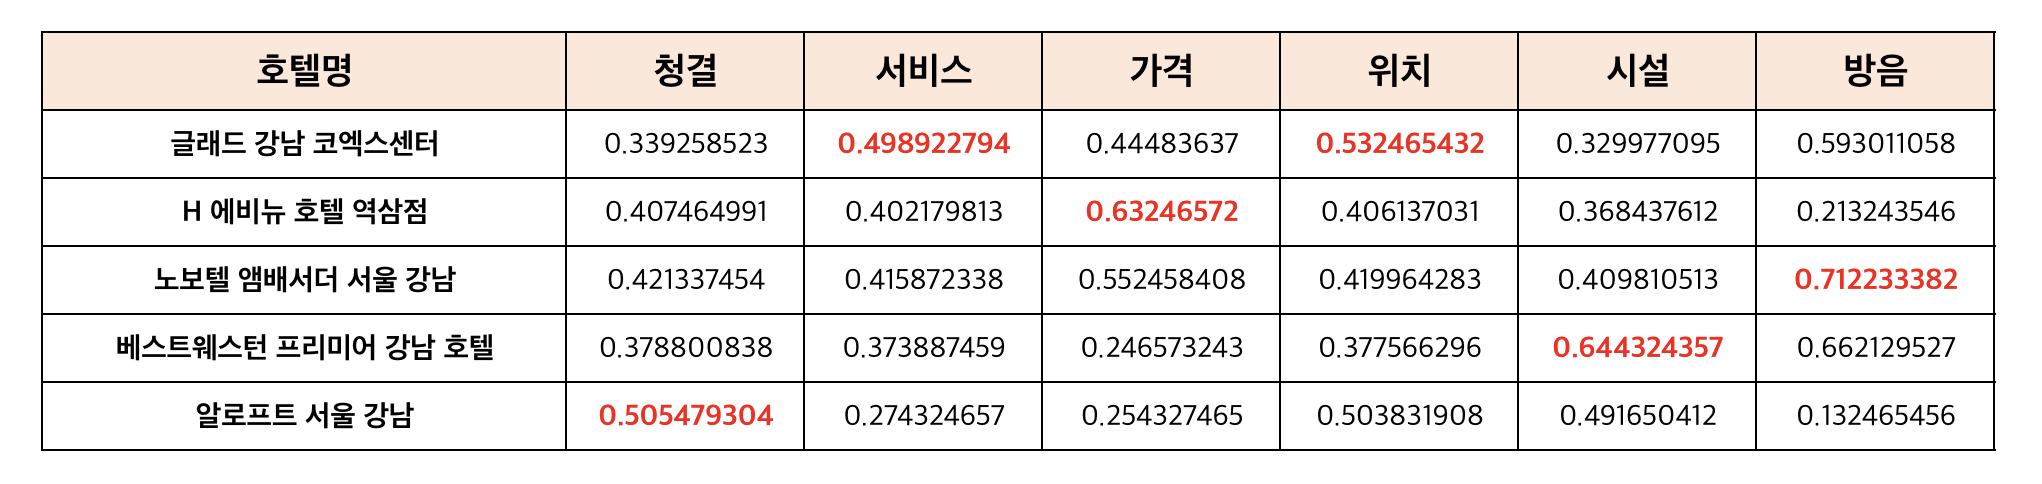 호텔명 청결 서비스 가격 위치 시설 방음
글래드 강남 코엑스센터 0.339258523 0.498922794 0.44483637 0.532465432 0.329977095 0.593011058
H 에비뉴 호텔 역삼점 0.407464991 0.402179813 0.63246572 0.406137031 0.368437612 0.213243546
노보텔 앰배서더 서울 강남 0.421337454 0.415872338 0.552458408 0.419964283 0.409810513 0.712233382
베스트웨스턴 프리미어 강남 호텔 0.378800838 0.373887459 0.246573243 0.377566296 0.644324357 0.662129527
알로프트 서울 강남 0.505479304 0.274324657 0.254327465 0.503831908 0.491650412 0.132465456